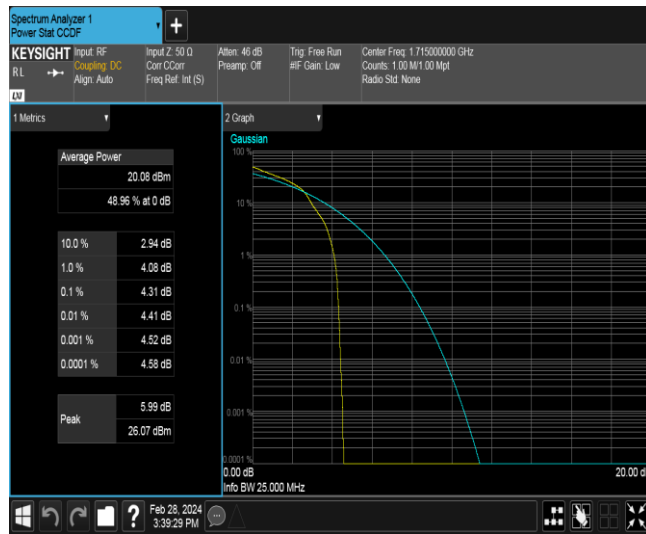 Spectrum Analyzer 1
Power Stat CCDF
+
KEYSIGHT
RL
LXI
Input: RF
Coupling: DC
Align: Auto
Input Z: 50 Ω
Corr CCorr
Freq Ref: Int (S)
Atten: 46 dB
Preamp: Off
Trig: Free Run
#IF Gain: Low
Center Freq: 1.715000000 GHz
Counts: 1.00 M/1.00 Mpt
Radio Std: None
1 Metrics
Average Power
20.08 dBm
48.96 % at 0 dB
10.0 % 2.94 dB
1.0 % 4.08 dB
0.1 % 4.31 dB
0.01 % 4.41 dB
0.001 % 4.52 dB
0.0001 % 4.58 dB
Peak
5.99 dB
26.07 dBm
2 Graph
Gaussian
100 %
10 %
1 %
0.1 %
0.01 %
0.001 %
0.0001 %
0.00 dB 20.00 d
Info BW 25.000 MHz
?
Feb 28, 2024
3:39:29 PM